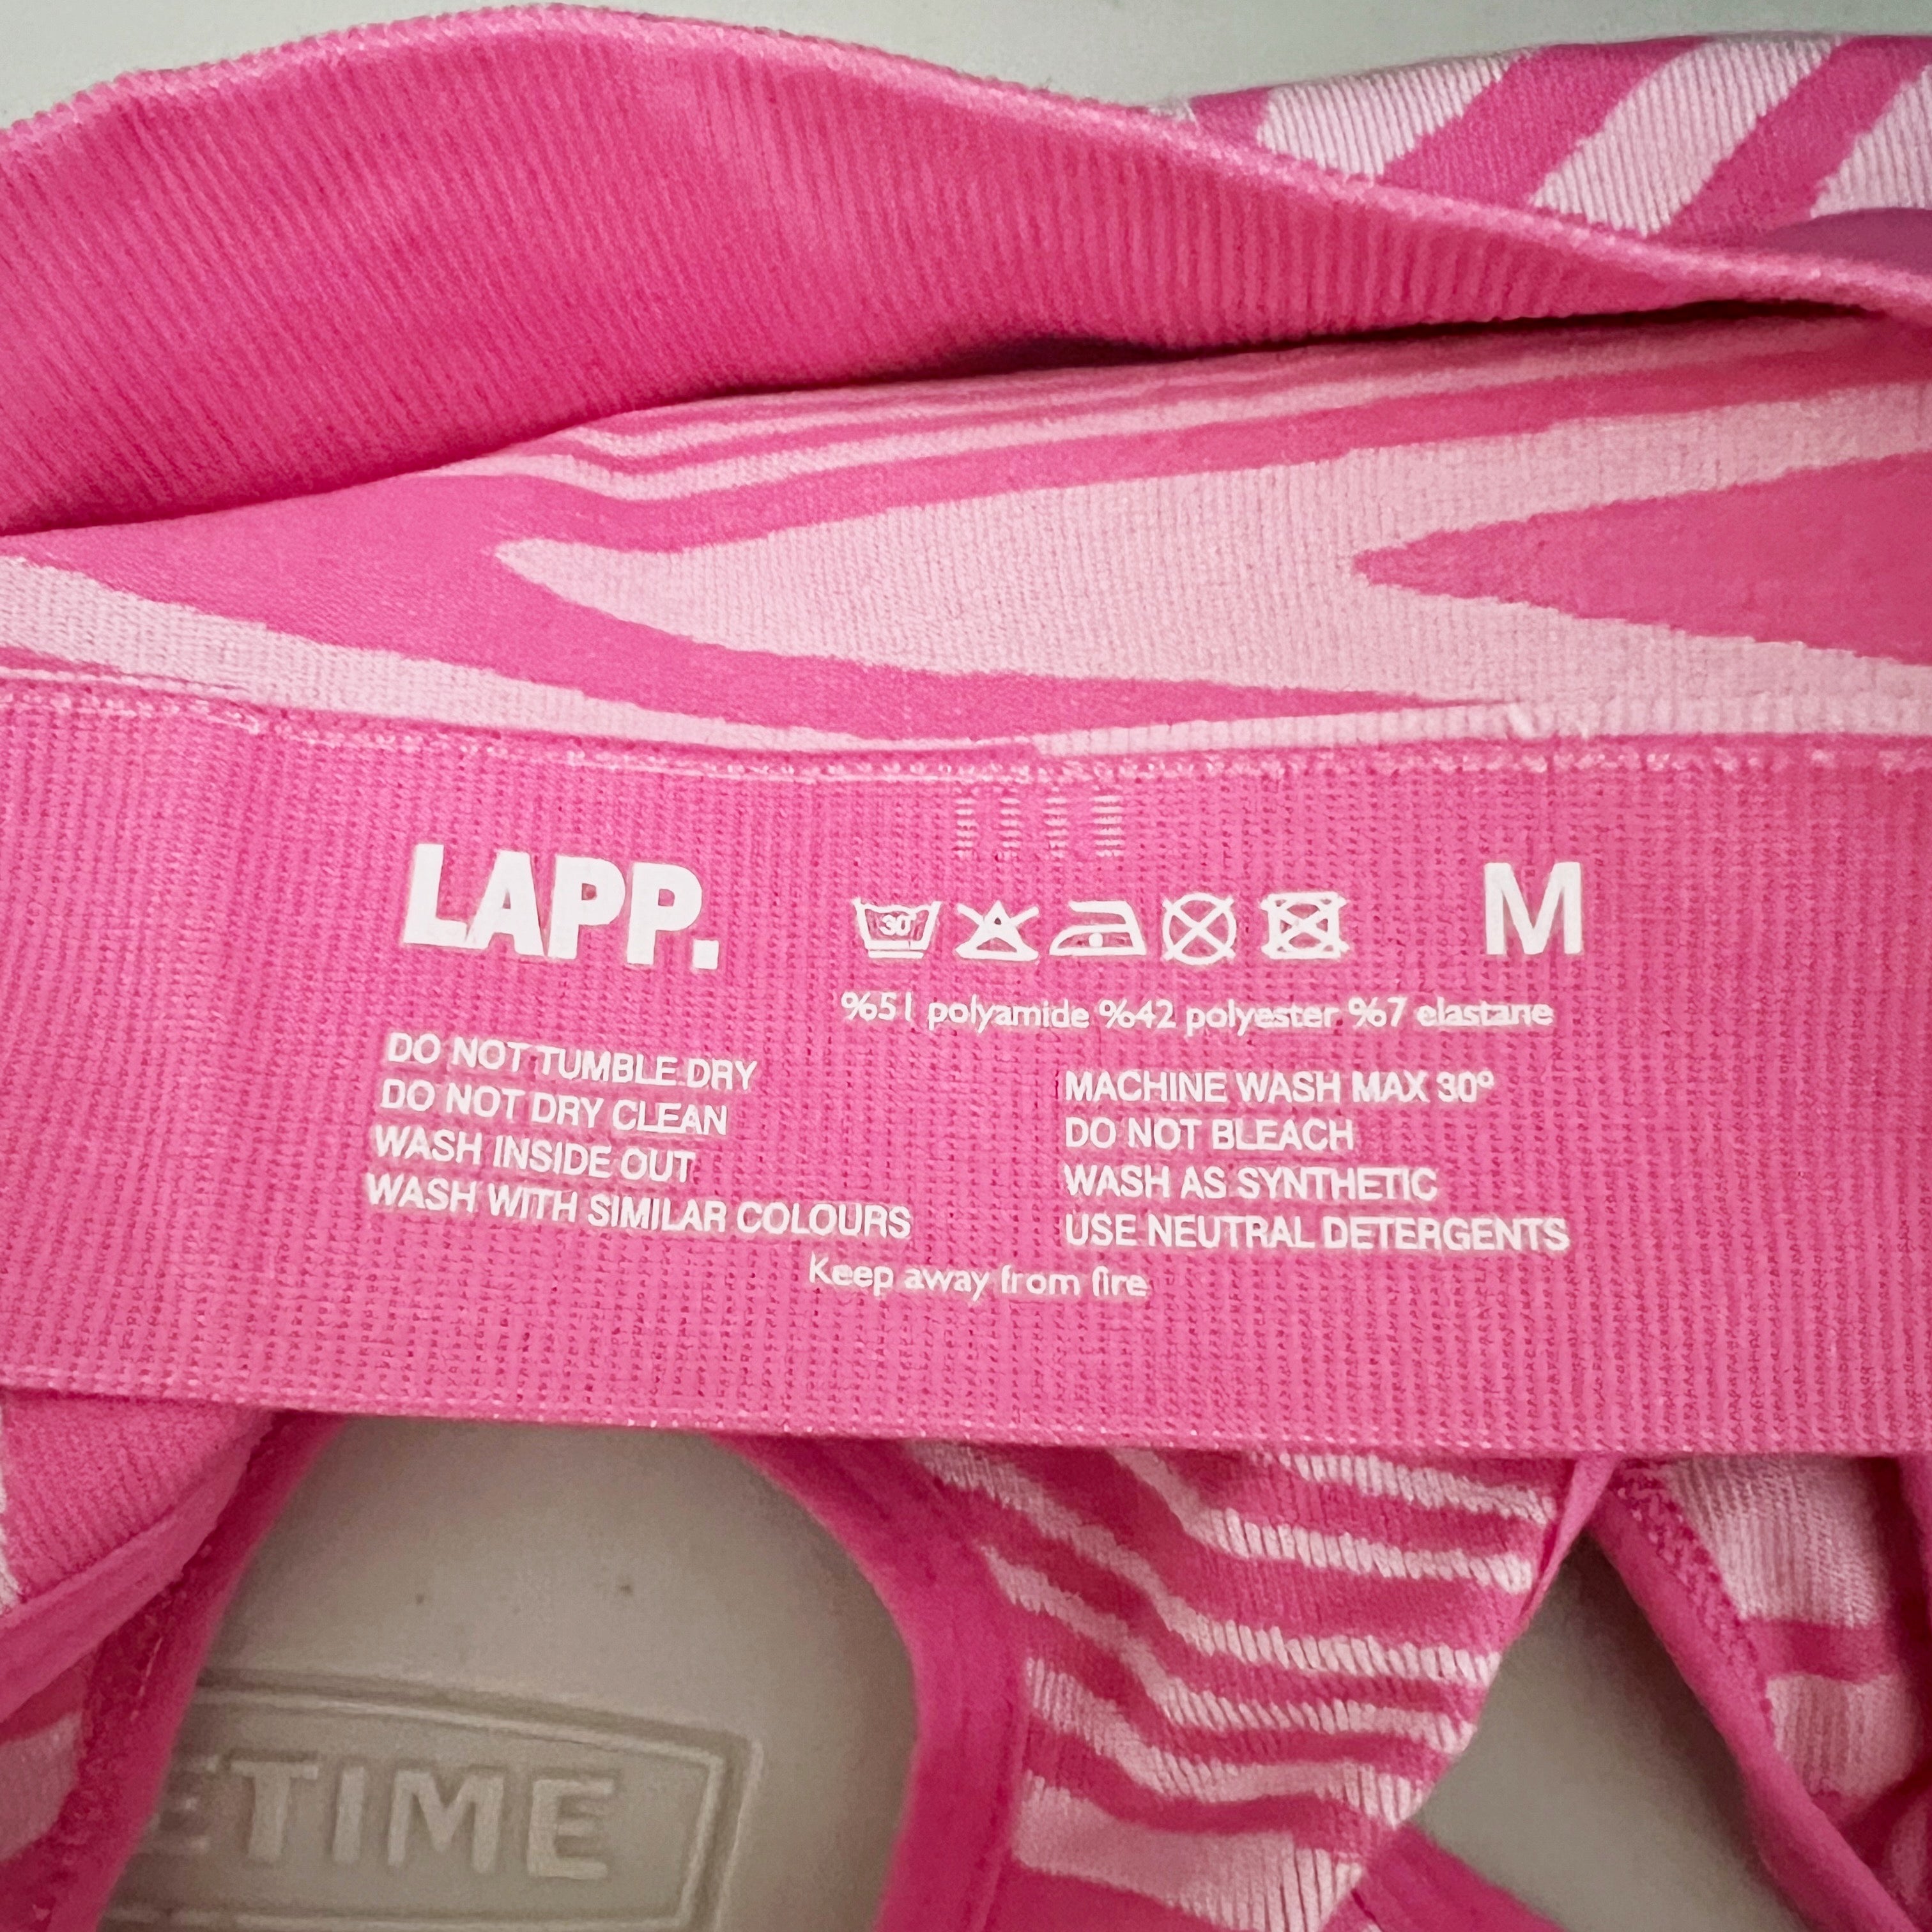 LAPP.
30
M
%51 polyamide %42 polyester %7 elastane
DO NOT TUMBLE DRY
DO NOT DRY CLEAN
WASH INSIDE OUT
WASH WITH SIMILAR COLOURS
MACHINE WASH MAX 30°
DO NOT BLEACH
WASH AS SYNTHETIC
USE NEUTRAL DETERGENTS
Keep away from fire
ETIME